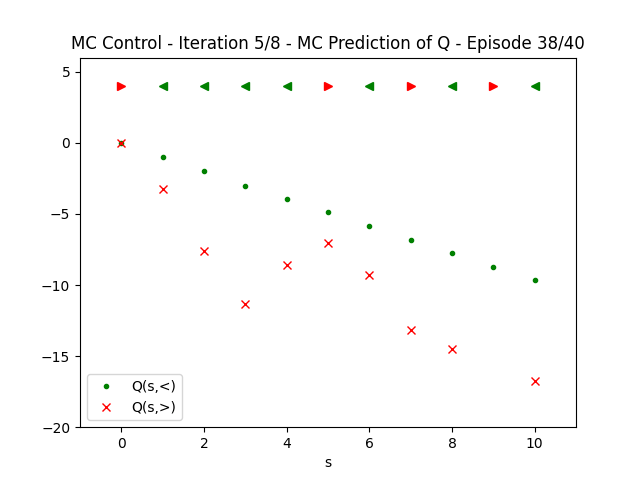 MC Control - Iteration 5/8 - MC Prediction of Q - Episode 38/40
5
0
−5
−10
−15
−20
Q(s,<)
Q(s,>)
0 2 4 6 8 10
s